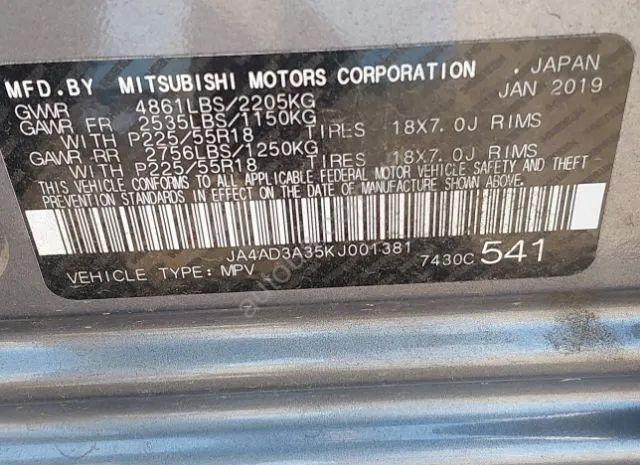 MFD.BY MITSUBISHI MOTORS CORPORATION . JAPAN
GVWR 4861LBS/2205KG JAN 2019
GAWR FR 2535LBS/1150KG
WITH P225/55R18 TIRES 18X7.0J RIMS
GAWR RR 2756LBS/1250KG
WITH P225/55R18 TIRES 18X7.0J RIMS
THIS VEHICLE CONFORMS TO ALL APPLICABLE FEDERAL MOTOR VEHICLE SAFETY AND THEFT
PREVENTION STANDARDS IN EFFECT ON THE DATE OF MANUFACTURE SHOWN ABOVE.
JA4AD3A35KJ001381
VEHICLE TYPE: MPV 7430C 541